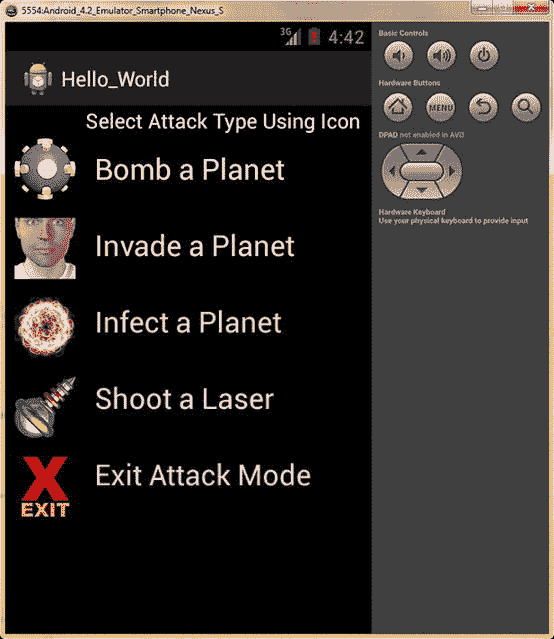 5554:Android_4.2_Emulator_Smartphone_Nexus_S
3G 4:42
Hello_World
Select Attack Type Using Icon
Bomb a Planet
Invade a Planet
Infect a Planet
Shoot a Laser
X
EXIT
Exit Attack Mode
Basic Controls
Hardware Buttons
MENU
DPAD not enabled in AVD
Hardware Keyboard
Use your physical keyboard to provide input